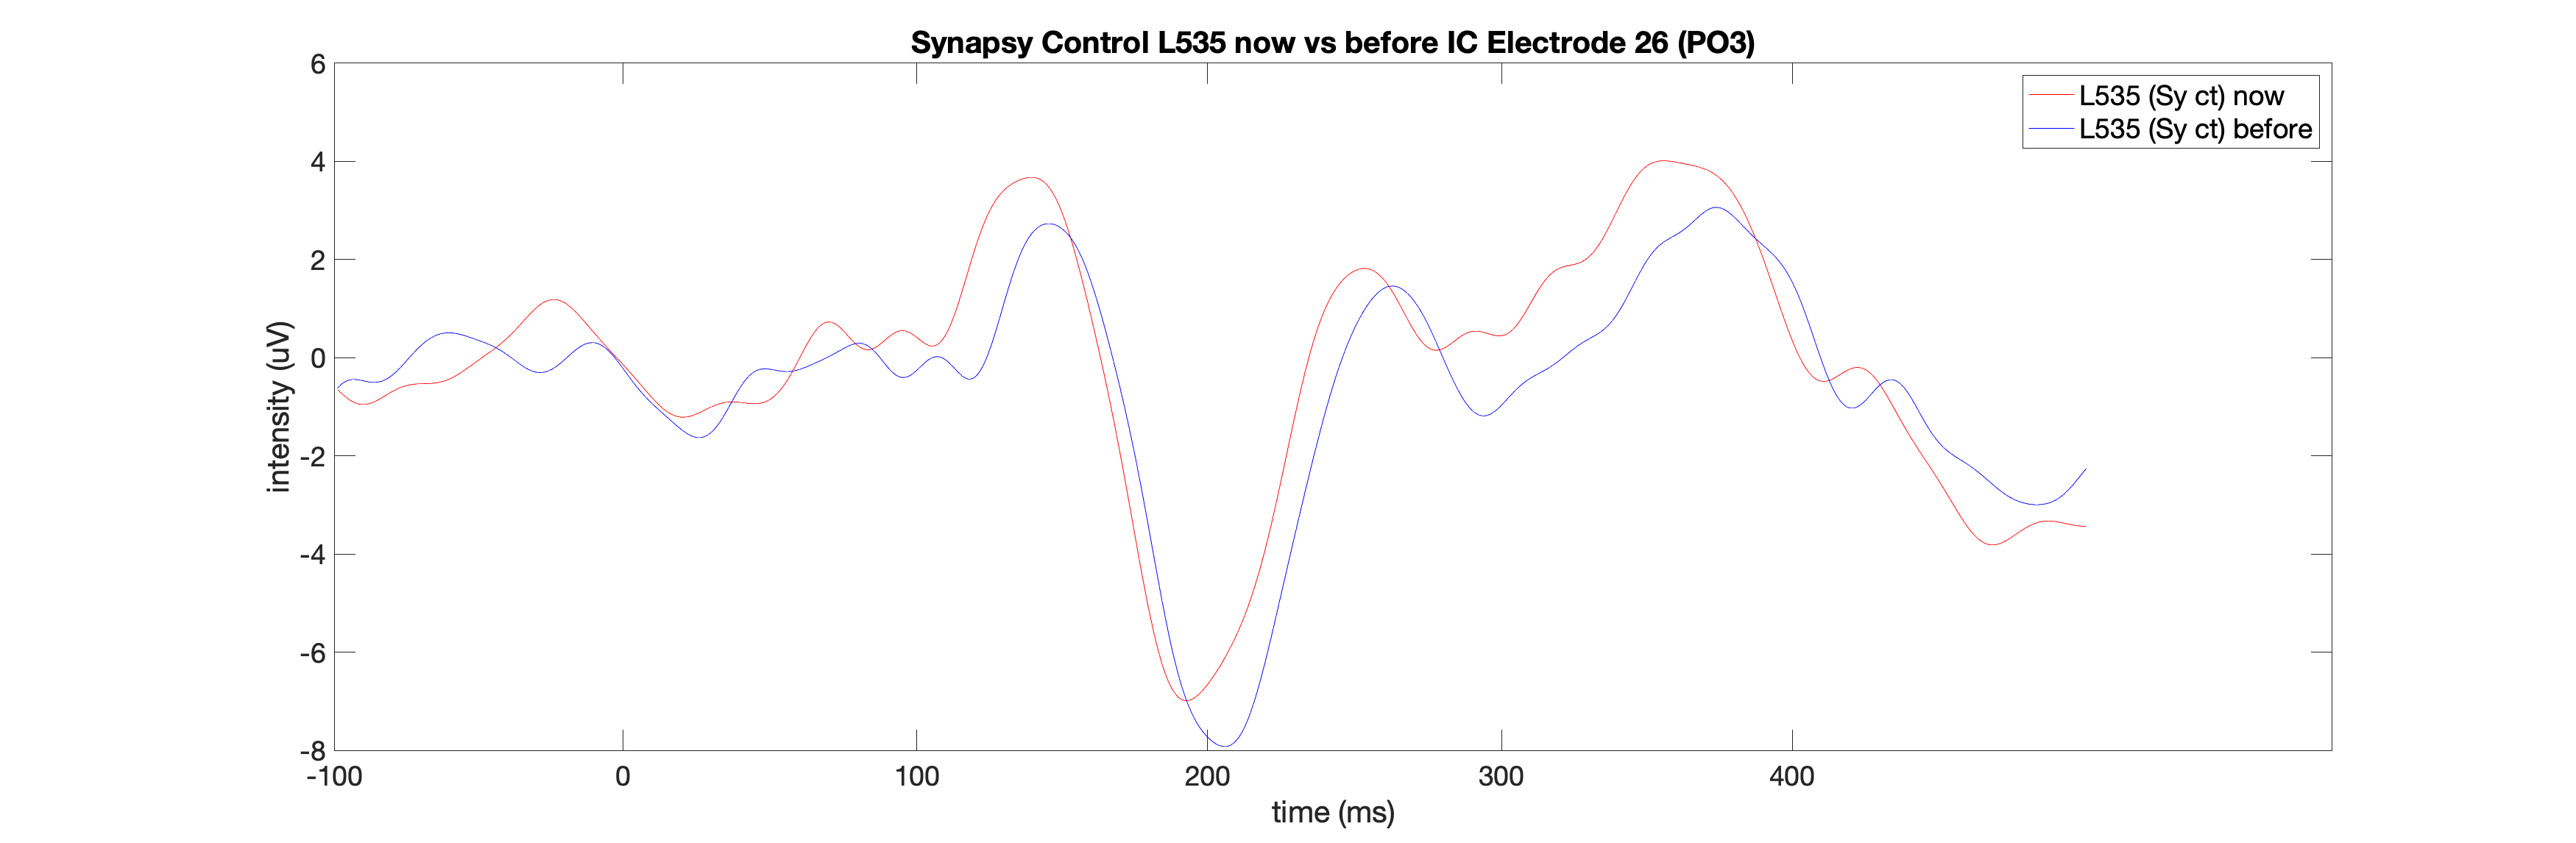 Synapsy Control L535 now vs before IC Electrode 26 (PO3)
6
4
2
0
-2
-4
-6
-8
intensity (uV)
L535 (Sy ct) now
L535 (Sy ct) before
-100 0 100 200 300 400
time (ms)